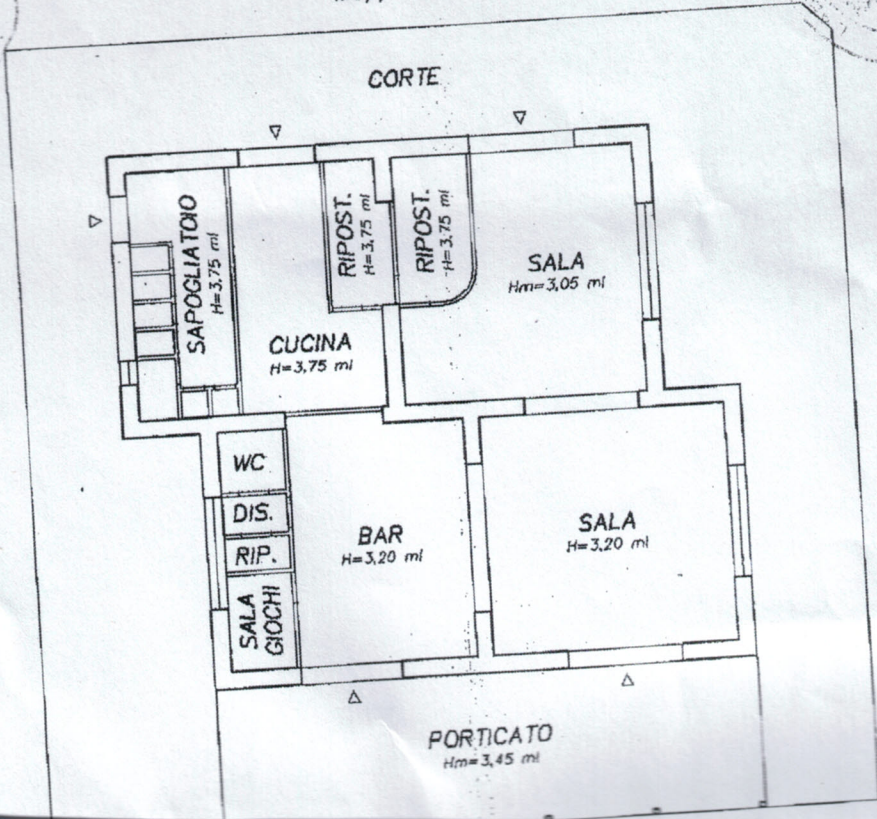 CORTE
SAPOGLIATOIO
H=3,75 ml
RIPOST.
H=3,75 ml
RIPOST.
H=3,75 ml
SALA
Hm=3,05 ml
CUCINA
H=3,75 ml
WC
DIS.
RIP.
SALA
GIOCHI
BAR
H=3,20 ml
SALA
H=3,20 ml
PORTICATO
Hm=3,45 ml